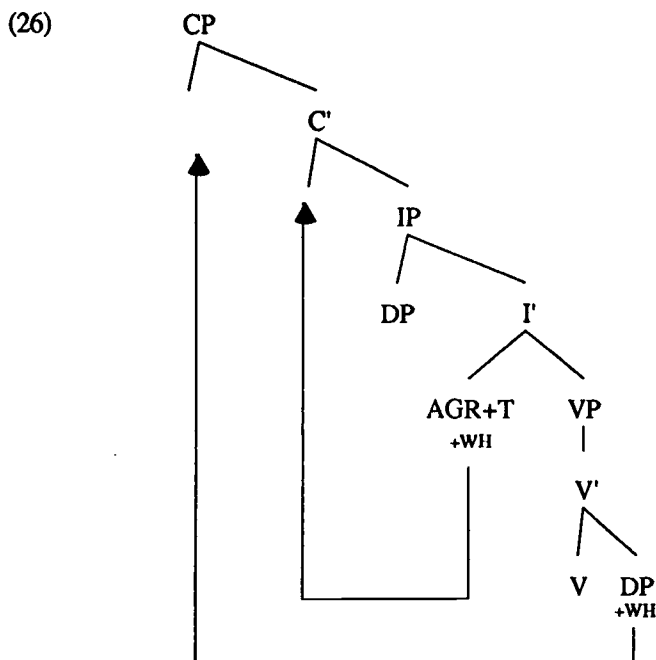 (26) CP
C'
IP
DP I'
AGR+T VP
+WH
V'
V DP
+WH